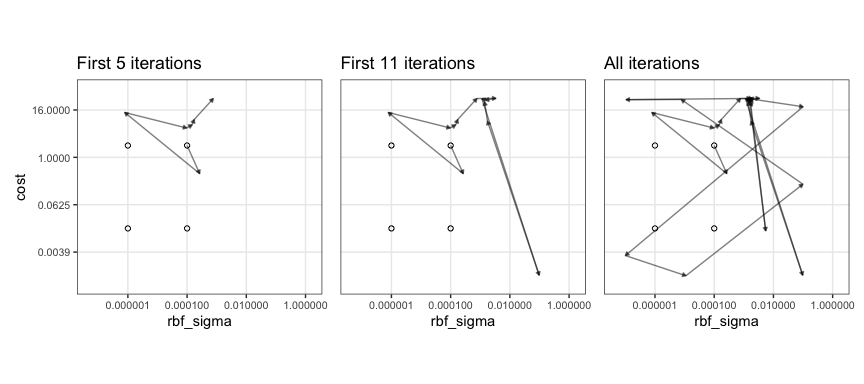 First 5 iterations
First 11 iterations
All iterations
cost
16.0000
1.0000
0.0625
0.0039
0.000001 0.000100 0.010000 1.000000
0.000001 0.000100 0.010000 1.000000
0.000001 0.000100 0.010000 1.000000
rbf_sigma
rbf_sigma
rbf_sigma